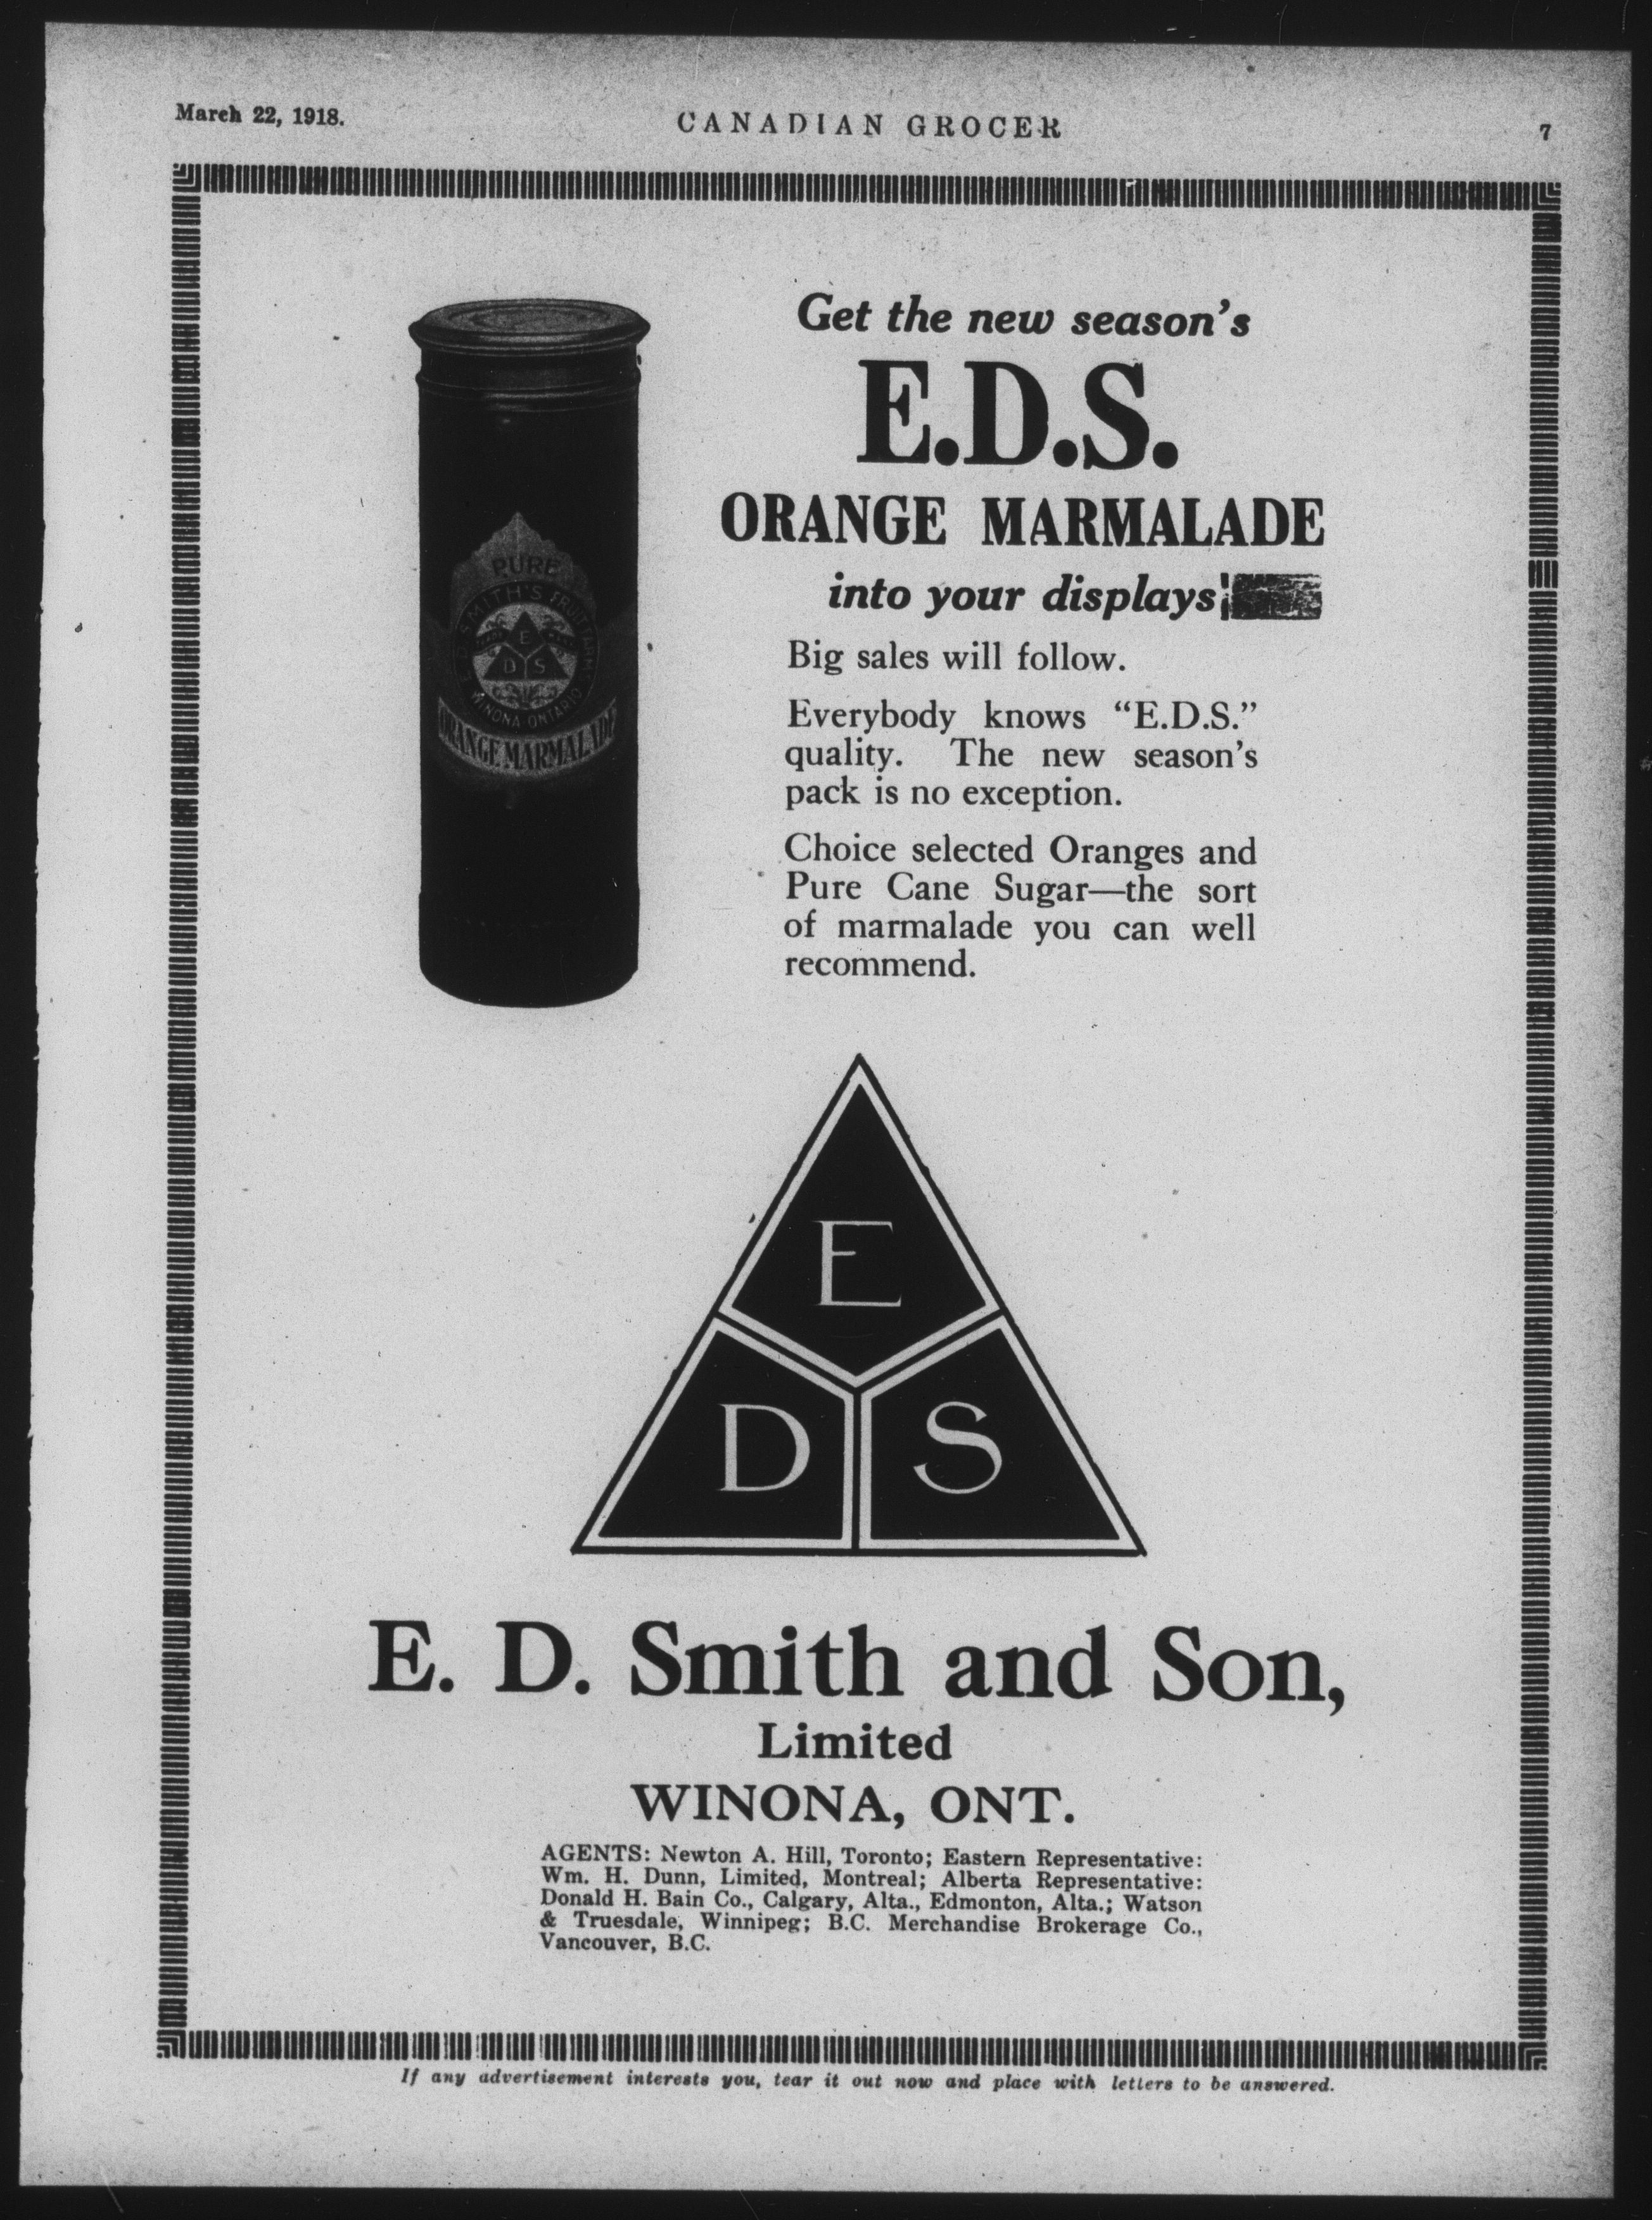 March 22, 1918.
CANADIAN GROCER
7
Get the new season's
E.D.S.
ORANGE MARMALADE
into your displays
Big sales will follow.
Everybody knows “E.D.S.”
quality. The new season's
pack is no exception.
Choice selected Oranges and
Pure Cane Sugar—the sort
of marmalade you can well
recommend.
PURE
E. D. SMITH'S FRUIT FARMS
E
D S
WINONA ONTARIO
ORANGE MARMALADE
E
D S
E. D. Smith and Son,
Limited
WINONA, ONT.
AGENTS: Newton A. Hill, Toronto; Eastern Representative:
Wm. H. Dunn, Limited, Montreal; Alberta Representative:
Donald H. Bain Co., Calgary, Alta., Edmonton, Alta.; Watson
& Truesdale, Winnipeg; B.C. Merchandise Brokerage Co.,
Vancouver, B.C.
If any advertisement interests you, tear it out now and place with letters to be answered.